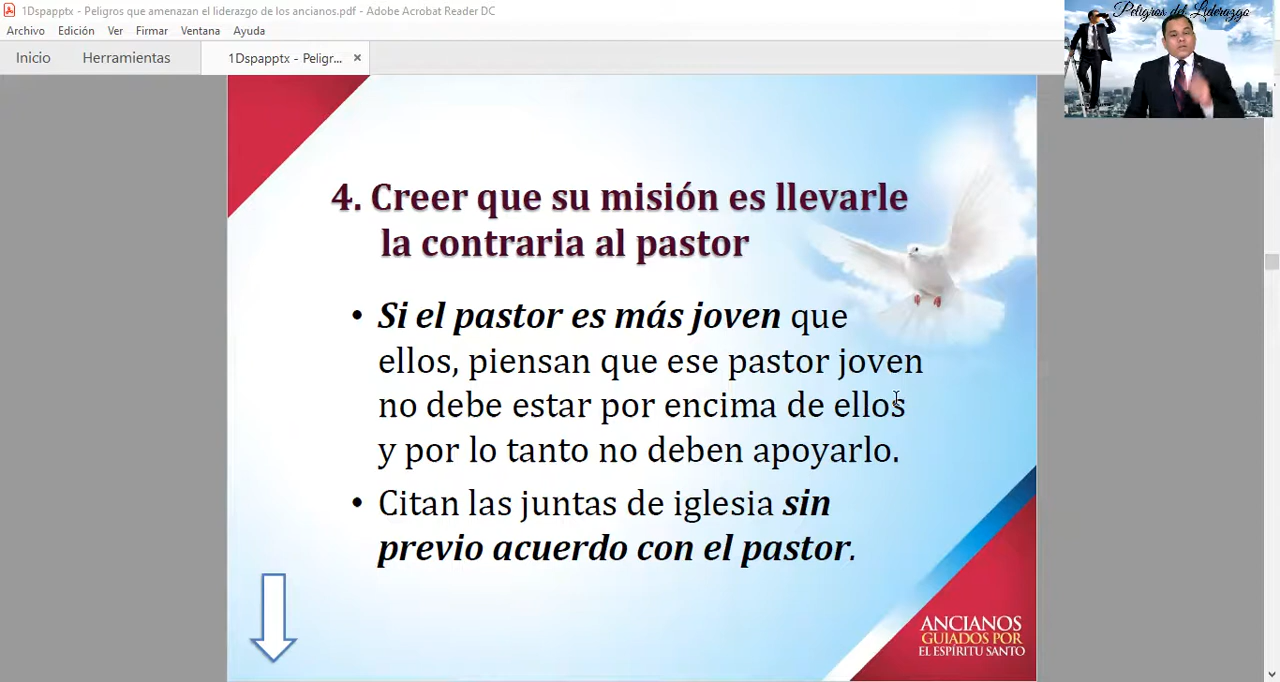 1Dspapptx - Peligros que amenazan el liderazgo de los ancianos.pdf - Adobe Acrobat Reader DC
Archivo Edición Ver Firmar Ventana Ayuda
Inicio Herramientas 1Dspapptx - Peligr... ×
Peligros del Liderazgo
4. Creer que su misión es llevarle
la contraria al pastor
• Si el pastor es más joven que
ellos, piensan que ese pastor joven
no debe estar por encima de ellos
y por lo tanto no deben apoyarlo.
• Citan las juntas de iglesia sin
previo acuerdo con el pastor.
ANCIANOS
GUIADOS POR
EL ESPÍRITU SANTO